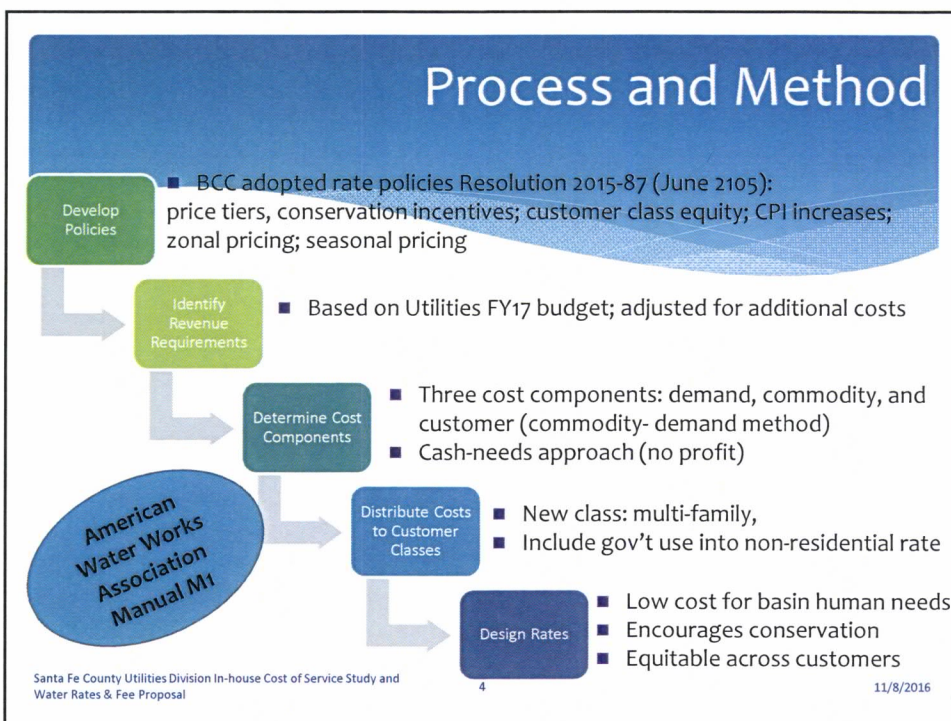 Process and Method
Develop
Policies
■ BCC adopted rate policies Resolution 2015-87 (June 2105):
price tiers, conservation incentives; customer class equity; CPI increases;
zonal pricing; seasonal pricing
Identify
Revenue
Requirements
■ Based on Utilities FY17 budget; adjusted for additional costs
Determine Cost
Components
■ Three cost components: demand, commodity, and
customer (commodity- demand method)
■ Cash-needs approach (no profit)
American
Water Works
Association
Manual M1
Distribute Costs
to Customer
Classes
■ New class: multi-family,
■ Include gov't use into non-residential rate
Design Rates
■ Low cost for basin human needs
■ Encourages conservation
■ Equitable across customers
Santa Fe County Utilities Division In-house Cost of Service Study and
Water Rates & Fee Proposal
4
11/8/2016